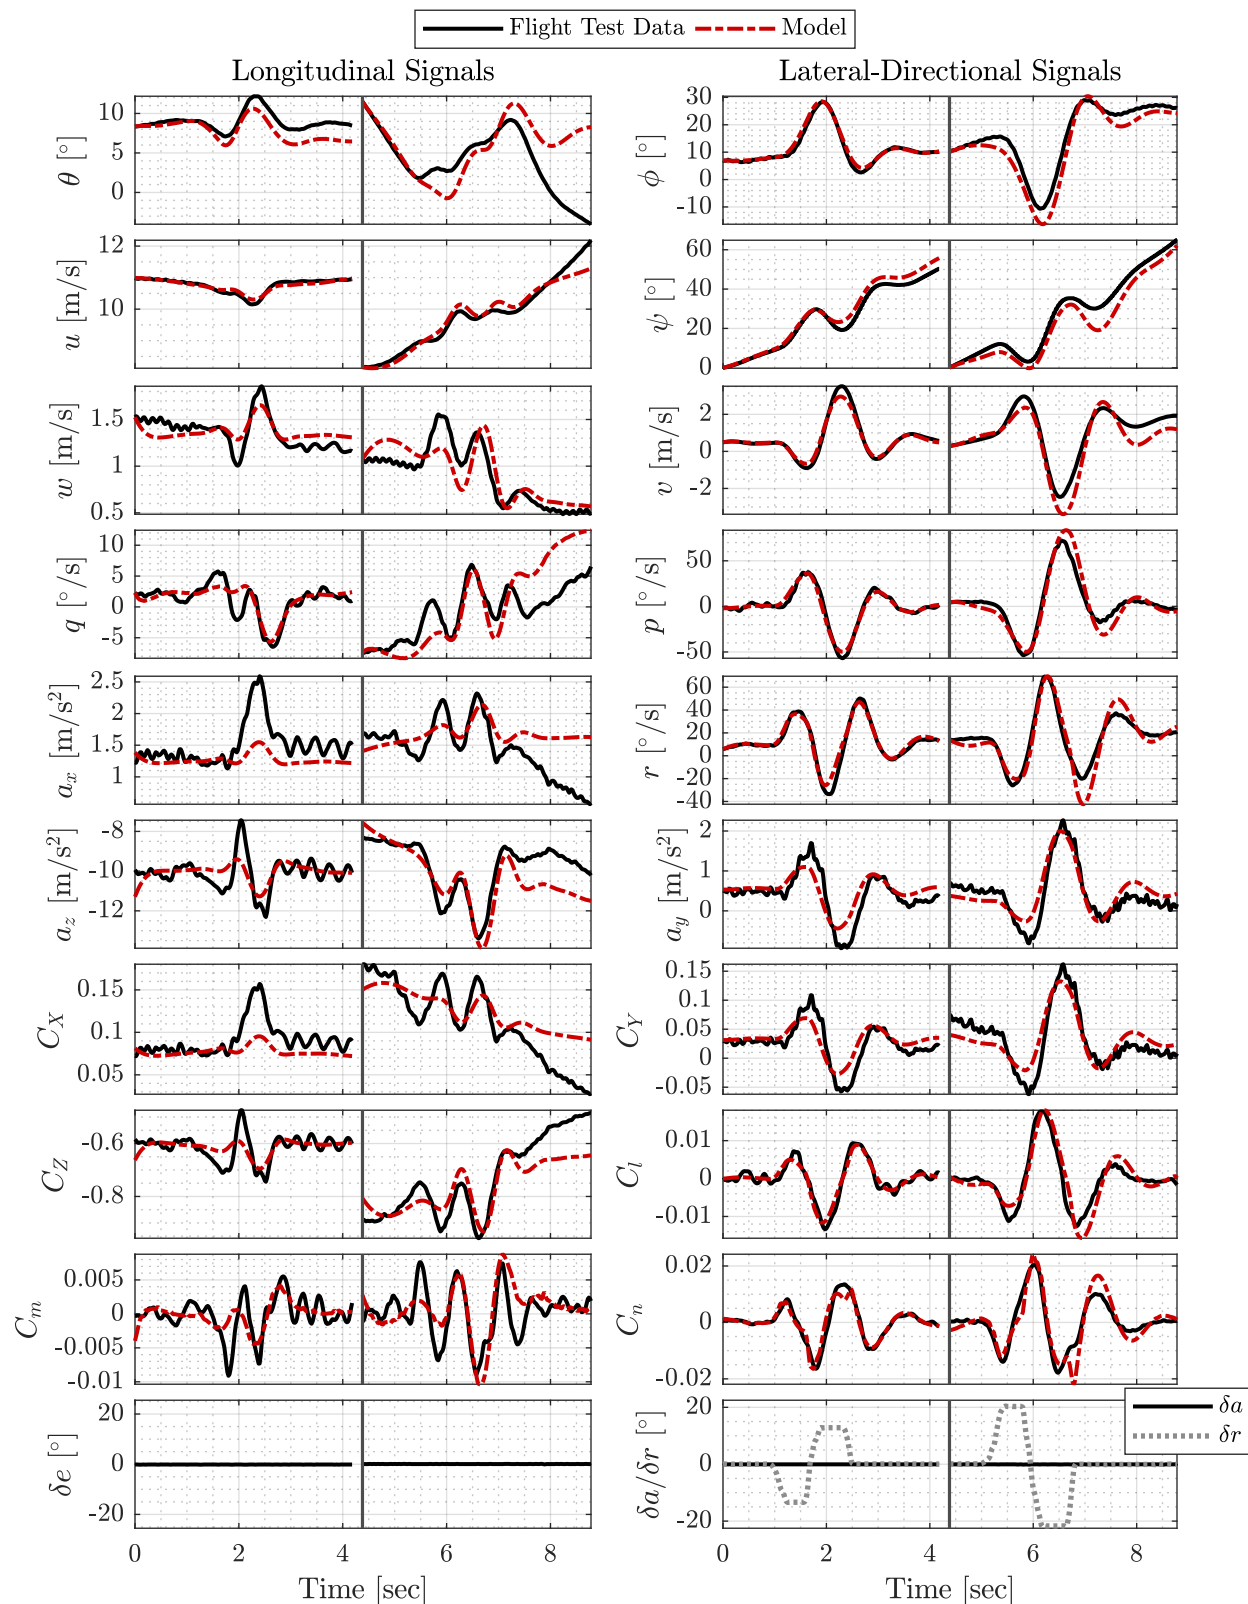 Flight Test Data Model
Longitudinal Signals
Lateral-Directional Signals
θ [°]
10
5
0
ϕ [°]
30
20
10
0
-10
u [m/s]
12
10
ψ [°]
60
40
20
0
w [m/s]
1.5
1
0.5
v [m/s]
2
0
-2
q [°/s]
10
5
0
-5
p [°/s]
50
0
-50
a_x [m/s²]
2.5
2
1.5
1
r [°/s]
60
40
20
0
-20
-40
a_z [m/s²]
-8
-10
-12
a_y [m/s²]
2
1
0
C_X
0.15
0.1
0.05
C_Y
0.15
0.1
0.05
0
-0.05
C_Z
-0.6
-0.8
C_l
0.01
0
-0.01
C_m
0.005
0
-0.005
-0.01
C_n
0.02
0
-0.02
δe [°]
20
0
-20
δa/δr [°]
20
0
-20
δa
δr
0 2 4 6 8
0 2 4 6 8
Time [sec]
Time [sec]